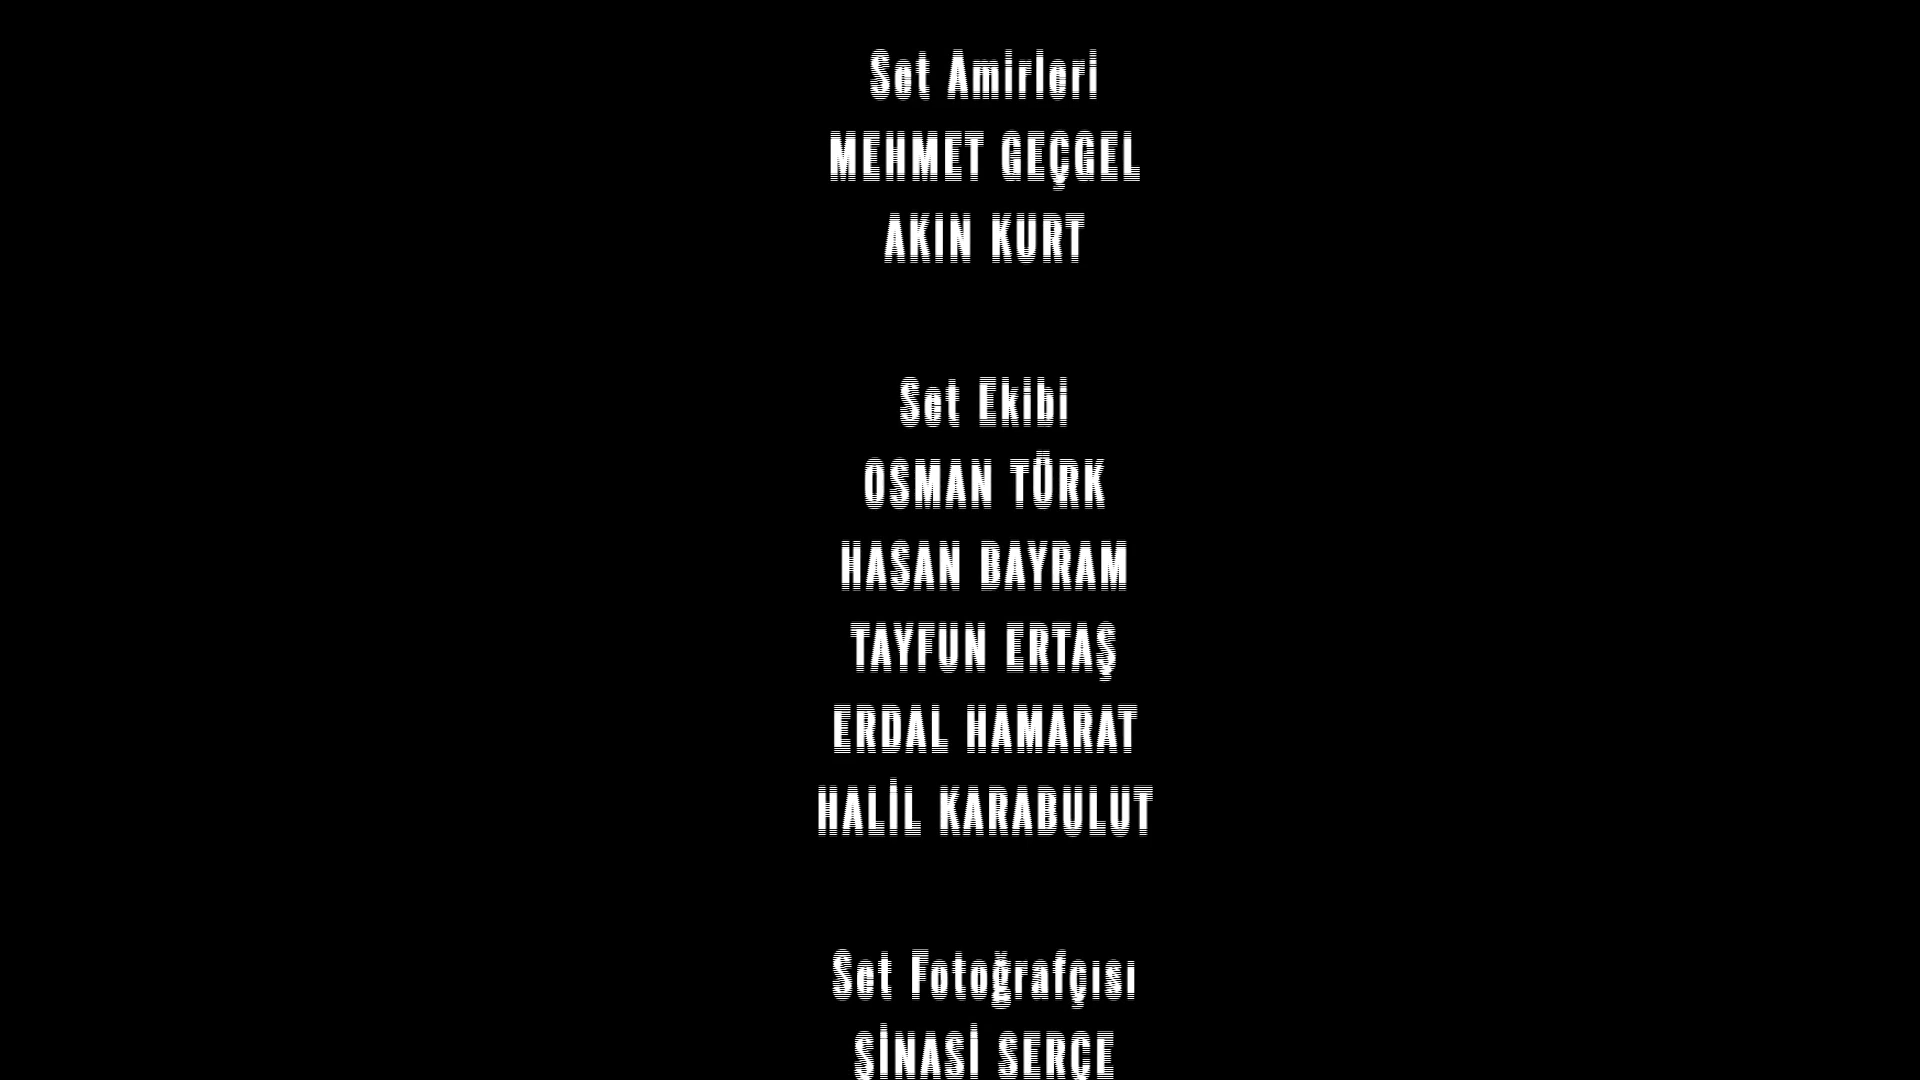 Set Amirleri
MEHMET GEÇGEL
AKIN KURT
Set Ekibi
OSMAN TÜRK
HASAN BAYRAM
TAYFUN ERTAŞ
ERDAL HAMARAT
HALİL KARABULUT
Set Fotoğrafçısı
ŞİNASİ SERÇE